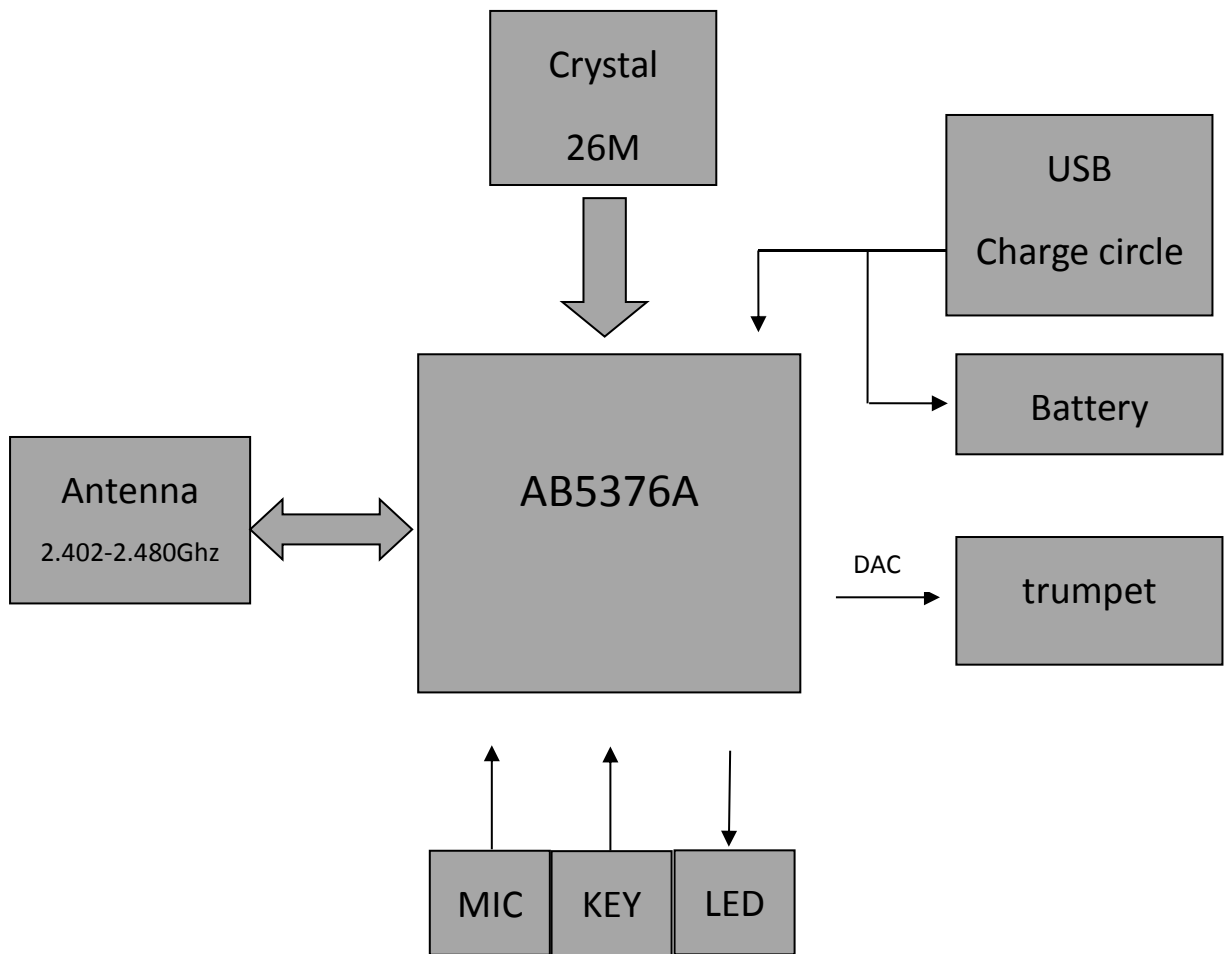 Crystal
26M
USB
Charge circle
Battery
Antenna
2.402-2.480Ghz
AB5376A
DAC
trumpet
MIC
KEY
LED